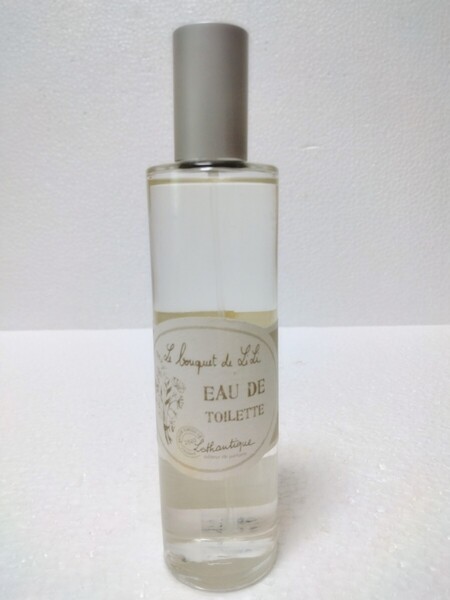 Le bouquet de LiLi
EAU DE
TOILETTE
Lothantique